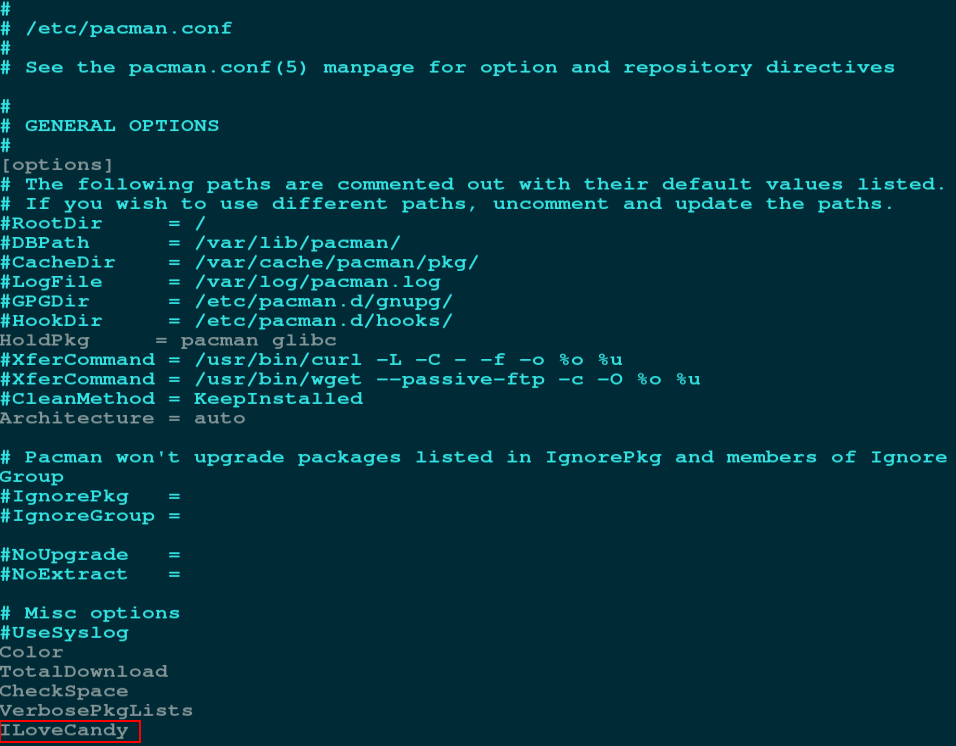 #
# /etc/pacman.conf
#
# See the pacman.conf(5) manpage for option and repository directives

#
# GENERAL OPTIONS
#
[options]
# The following paths are commented out with their default values listed.
# If you wish to use different paths, uncomment and update the paths.
#RootDir     = /
#DBPath      = /var/lib/pacman/
#CacheDir    = /var/cache/pacman/pkg/
#LogFile     = /var/log/pacman.log
#GPGDir      = /etc/pacman.d/gnupg/
#HookDir     = /etc/pacman.d/hooks/
HoldPkg     = pacman glibc
#XferCommand = /usr/bin/curl -L -C - -f -o %o %u
#XferCommand = /usr/bin/wget --passive-ftp -c -O %o %u
#CleanMethod = KeepInstalled
Architecture = auto

# Pacman won't upgrade packages listed in IgnorePkg and members of Ignore
Group
#IgnorePkg   =
#IgnoreGroup =

#NoUpgrade   =
#NoExtract   =

# Misc options
#UseSyslog
Color
TotalDownload
CheckSpace
VerbosePkgLists
ILoveCandy